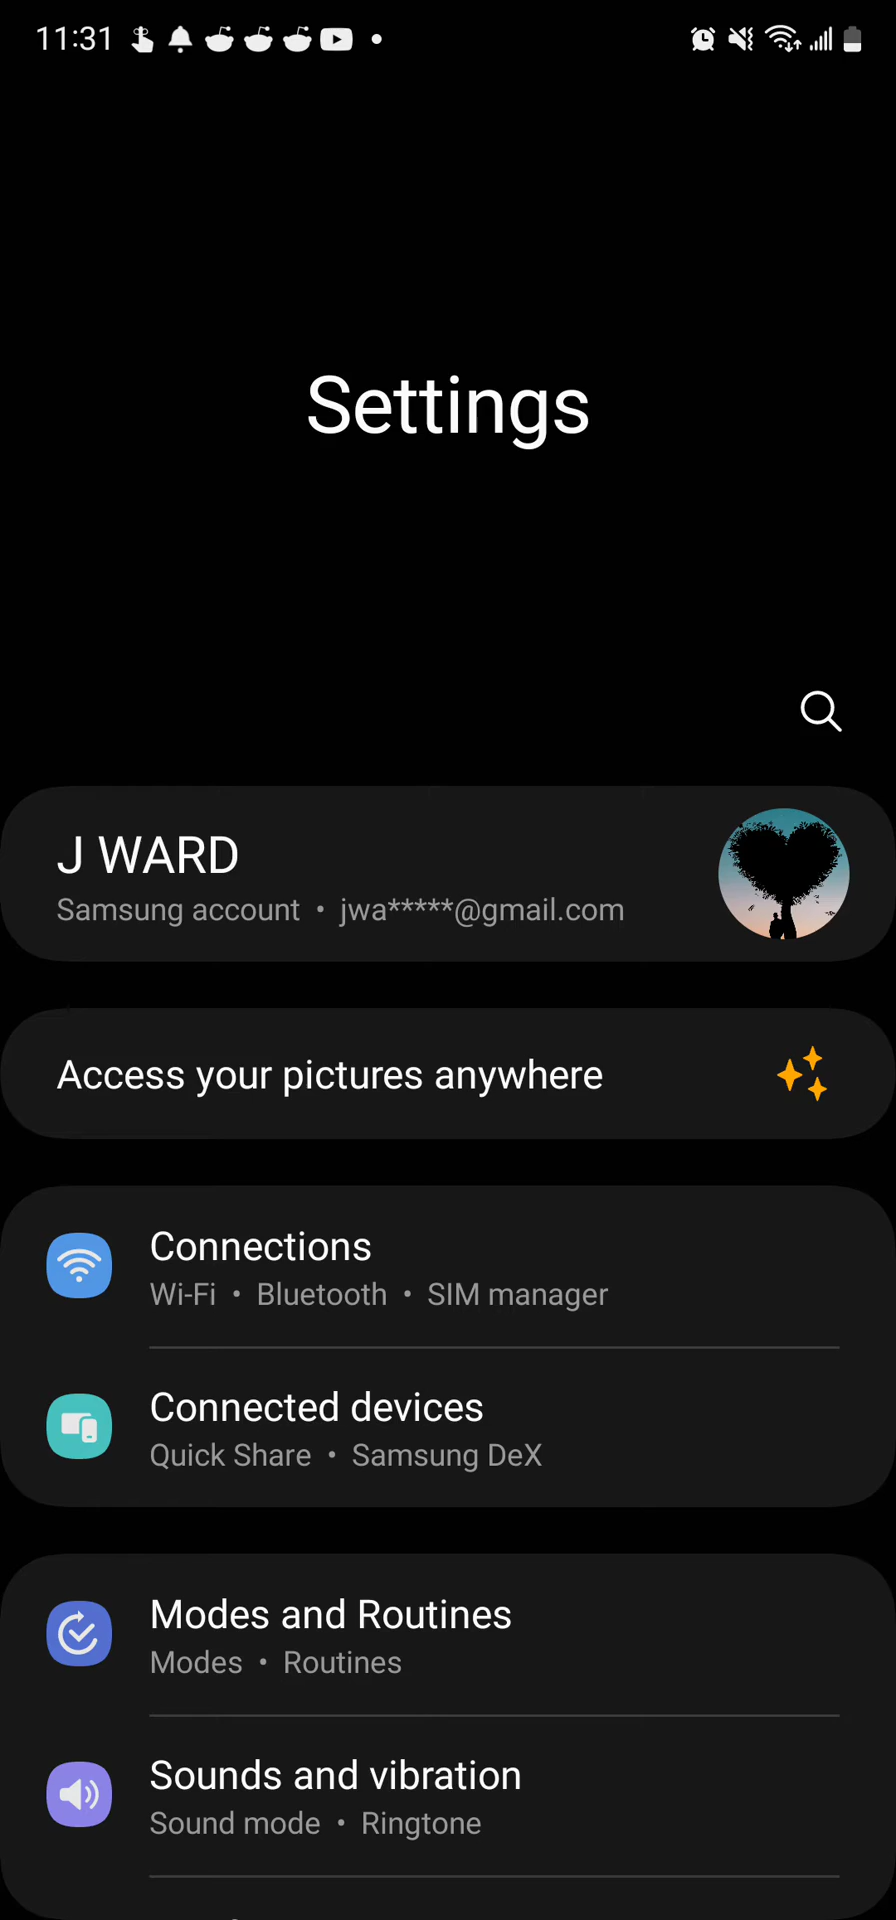 11:31
Settings
J WARD
Samsung account • jwa*****@gmail.com
Access your pictures anywhere
Connections
Wi-Fi • Bluetooth • SIM manager
Connected devices
Quick Share • Samsung DeX
Modes and Routines
Modes • Routines
Sounds and vibration
Sound mode • Ringtone